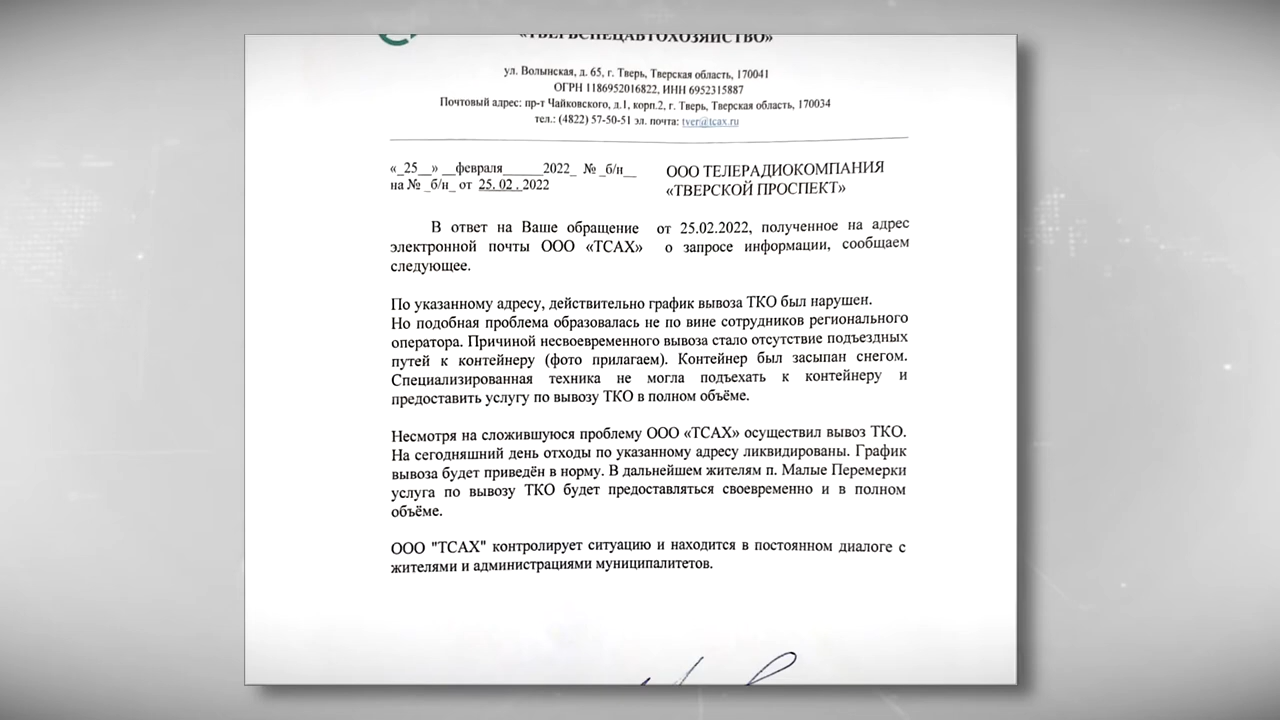 «ТВЕРЬСПЕЦАВТОХОЗЯЙСТВО»
ул. Волынская, д. 65, г. Тверь, Тверская область, 170041
ОГРН 1186952016822, ИНН 6952315887
Почтовый адрес: пр-т Чайковского, д.1, корп.2, г. Тверь, Тверская область, 170034
тел.: (4822) 57-50-51 эл. почта: tver@tcax.ru
«_25__» __февраля______2022_ № _б/н__
на № _б/н_ от 25. 02 . 2022
ООО ТЕЛЕРАДИОКОМПАНИЯ
«ТВЕРСКОЙ ПРОСПЕКТ»
В ответ на Ваше обращение от 25.02.2022, полученное на адрес
электронной почты ООО «ТСАХ» о запросе информации, сообщаем
следующее.
По указанному адресу, действительно график вывоза ТКО был нарушен.
Но подобная проблема образовалась не по вине сотрудников регионального
оператора. Причиной несвоевременного вывоза стало отсутствие подъездных
путей к контейнеру (фото прилагаем). Контейнер был засыпан снегом.
Специализированная техника не могла подъехать к контейнеру и
предоставить услугу по вывозу ТКО в полном объёме.
Несмотря на сложившуюся проблему ООО «ТСАХ» осуществил вывоз ТКО.
На сегодняшний день отходы по указанному адресу ликвидированы. График
вывоза будет приведён в норму. В дальнейшем жителям п. Малые Перемерки
услуга по вывозу ТКО будет предоставляться своевременно и в полном
объёме.
ООО "ТСАХ" контролирует ситуацию и находится в постоянном диалоге с
жителями и администрациями муниципалитетов.